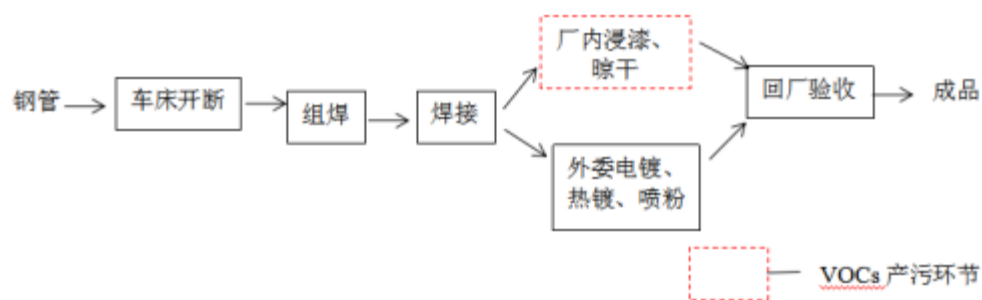 钢管
车床开断
组焊
焊接
厂内浸漆、
晾干
外委电镀、
热镀、喷粉
回厂验收
成品
VOCs 产污环节